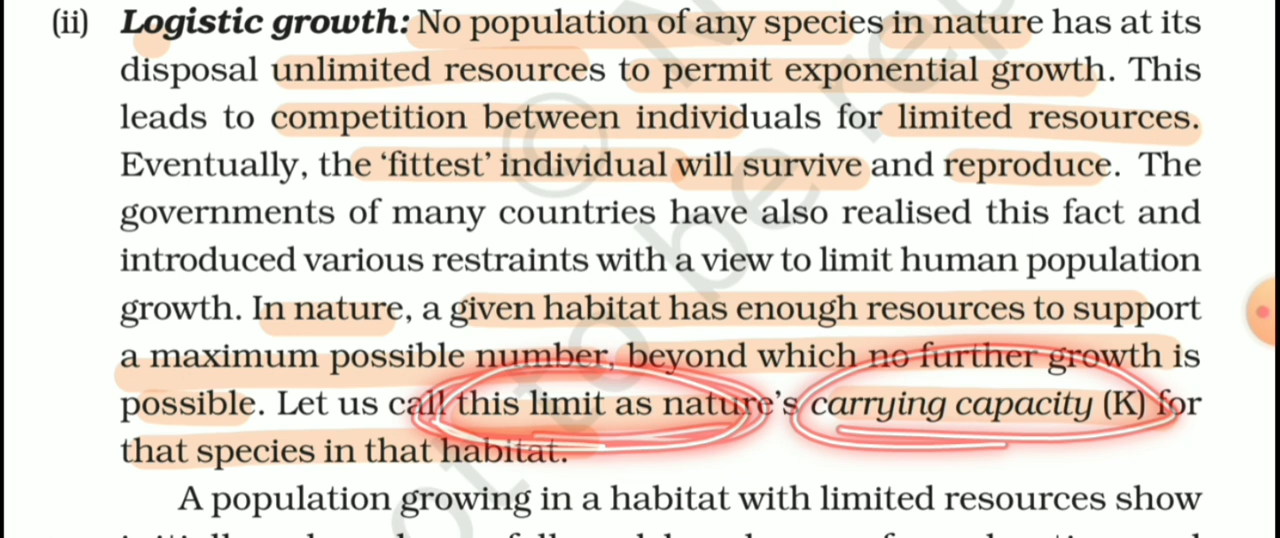 (ii) Logistic growth: No population of any species in nature has at its
disposal unlimited resources to permit exponential growth. This
leads to competition between individuals for limited resources.
Eventually, the ‘fittest’ individual will survive and reproduce. The
governments of many countries have also realised this fact and
introduced various restraints with a view to limit human population
growth. In nature, a given habitat has enough resources to support
a maximum possible number, beyond which no further growth is
possible. Let us call this limit as nature’s carrying capacity (K) for
that species in that habitat.
A population growing in a habitat with limited resources show